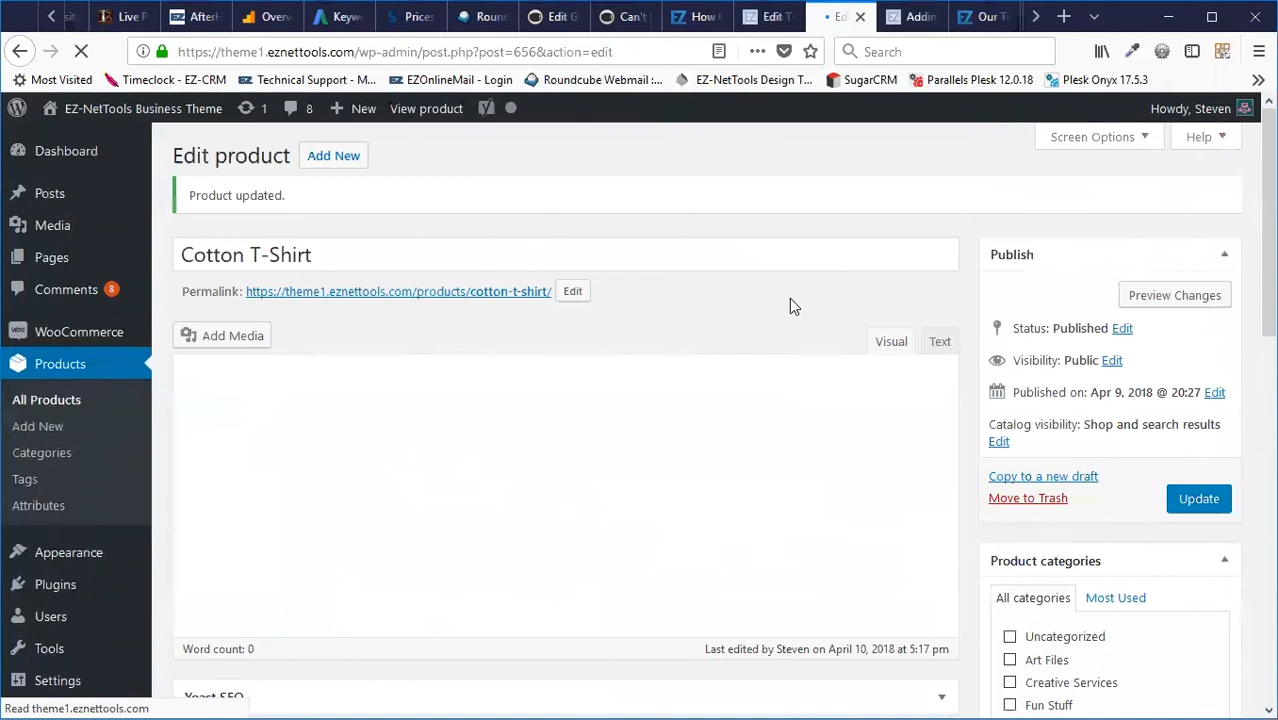 sit
Live P
AfterH
Overv
Keyw
Prices
Round
Edit G
Can't
How M
Edit T
Ed
Addin
Our Te
https://theme1.eznettools.com/wp-admin/post.php?post=656&action=edit
Search
Most Visited
Timeclock - EZ-CRM
Technical Support - M...
EZOnlineMail - Login
Roundcube Webmail :...
EZ-NetTools Design T...
SugarCRM
Parallels Plesk 12.0.18
Plesk Onyx 17.5.3
EZ-NetTools Business Theme
1
8
New
View product
Howdy, Steven
Screen Options
Help
Dashboard
Posts
Media
Pages
Comments 8
WooCommerce
Products
All Products
Add New
Categories
Tags
Attributes
Appearance
Plugins
Users
Tools
Settings
Edit product
Add New
Product updated.
Cotton T-Shirt
Permalink: https://theme1.eznettools.com/products/cotton-t-shirt/ Edit
Add Media
Visual
Text
Word count: 0
Last edited by Steven on April 10, 2018 at 5:17 pm
Yoast SEO
Publish
Preview Changes
Status: Published Edit
Visibility: Public Edit
Published on: Apr 9, 2018 @ 20:27 Edit
Catalog visibility: Shop and search results
Edit
Copy to a new draft
Move to Trash
Update
Product categories
All categories
Most Used
Uncategorized
Art Files
Creative Services
Fun Stuff
Read theme1.eznettools.com